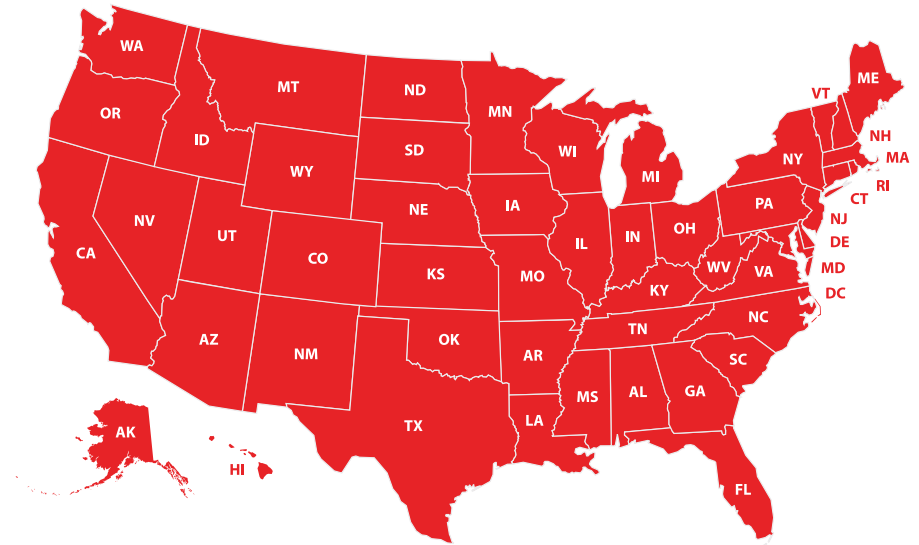 WA
ME
MT
VT
ND
MN
OR
NH
ID
SD
WI
NY
MA
WY
MI
RI
CT
NE
IA
PA
NV
NJ
UT
IL
IN
OH
DE
CA
CO
KS
MO
WV
VA
MD
KY
DC
NC
TN
AZ
NM
OK
AR
SC
MS
AL
GA
TX
LA
AK
HI
FL